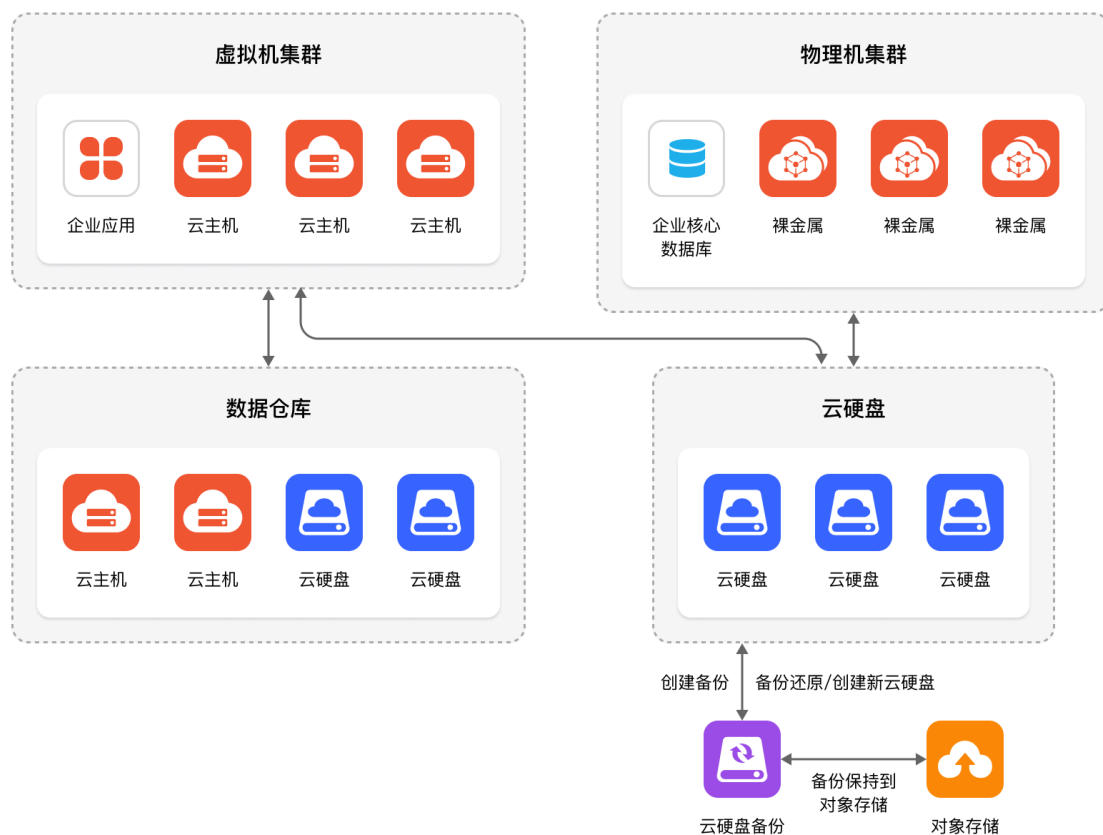 虚拟机集群
企业应用
云主机
云主机
云主机
物理机集群
企业核心
数据库
裸金属
裸金属
裸金属
数据仓库
云主机
云主机
云硬盘
云硬盘
云硬盘
云硬盘
云硬盘
云硬盘
创建备份
备份还原/创建新云硬盘
云硬盘备份
备份保持到
对象存储
对象存储